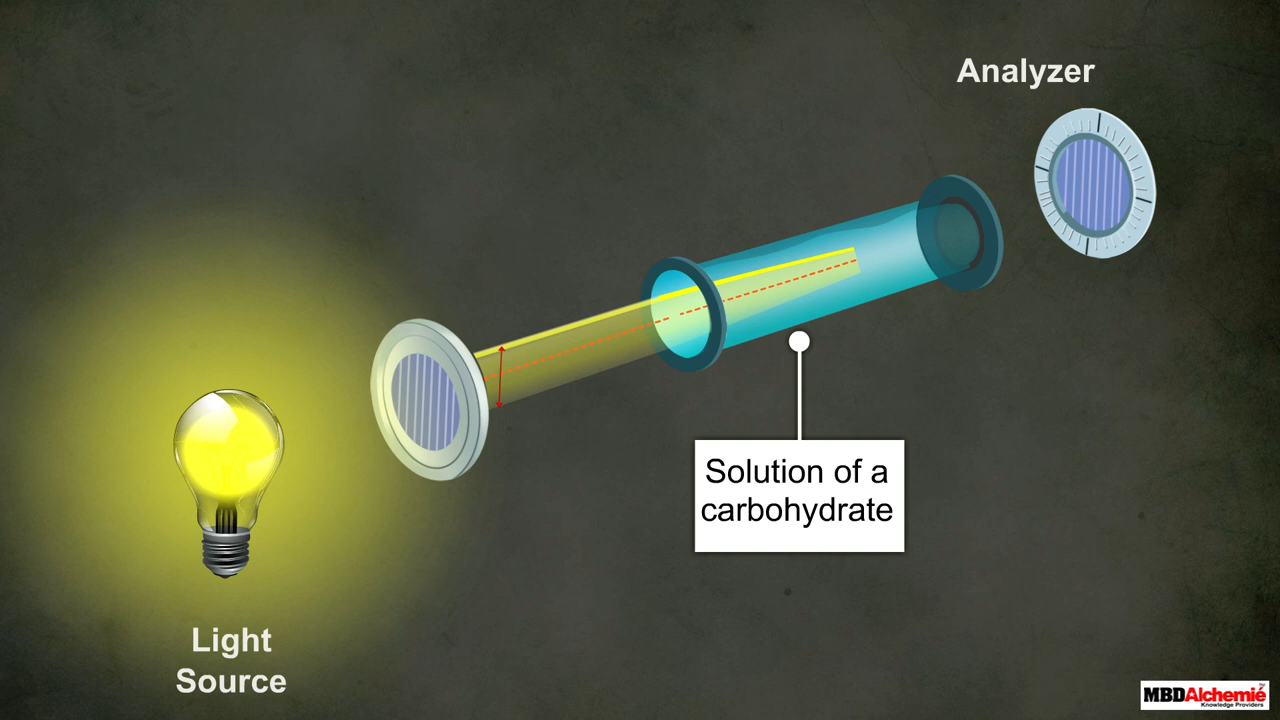 Analyzer
Solution of a
carbohydrate
Light
Source
MBDAlchemie
Knowledge Providers